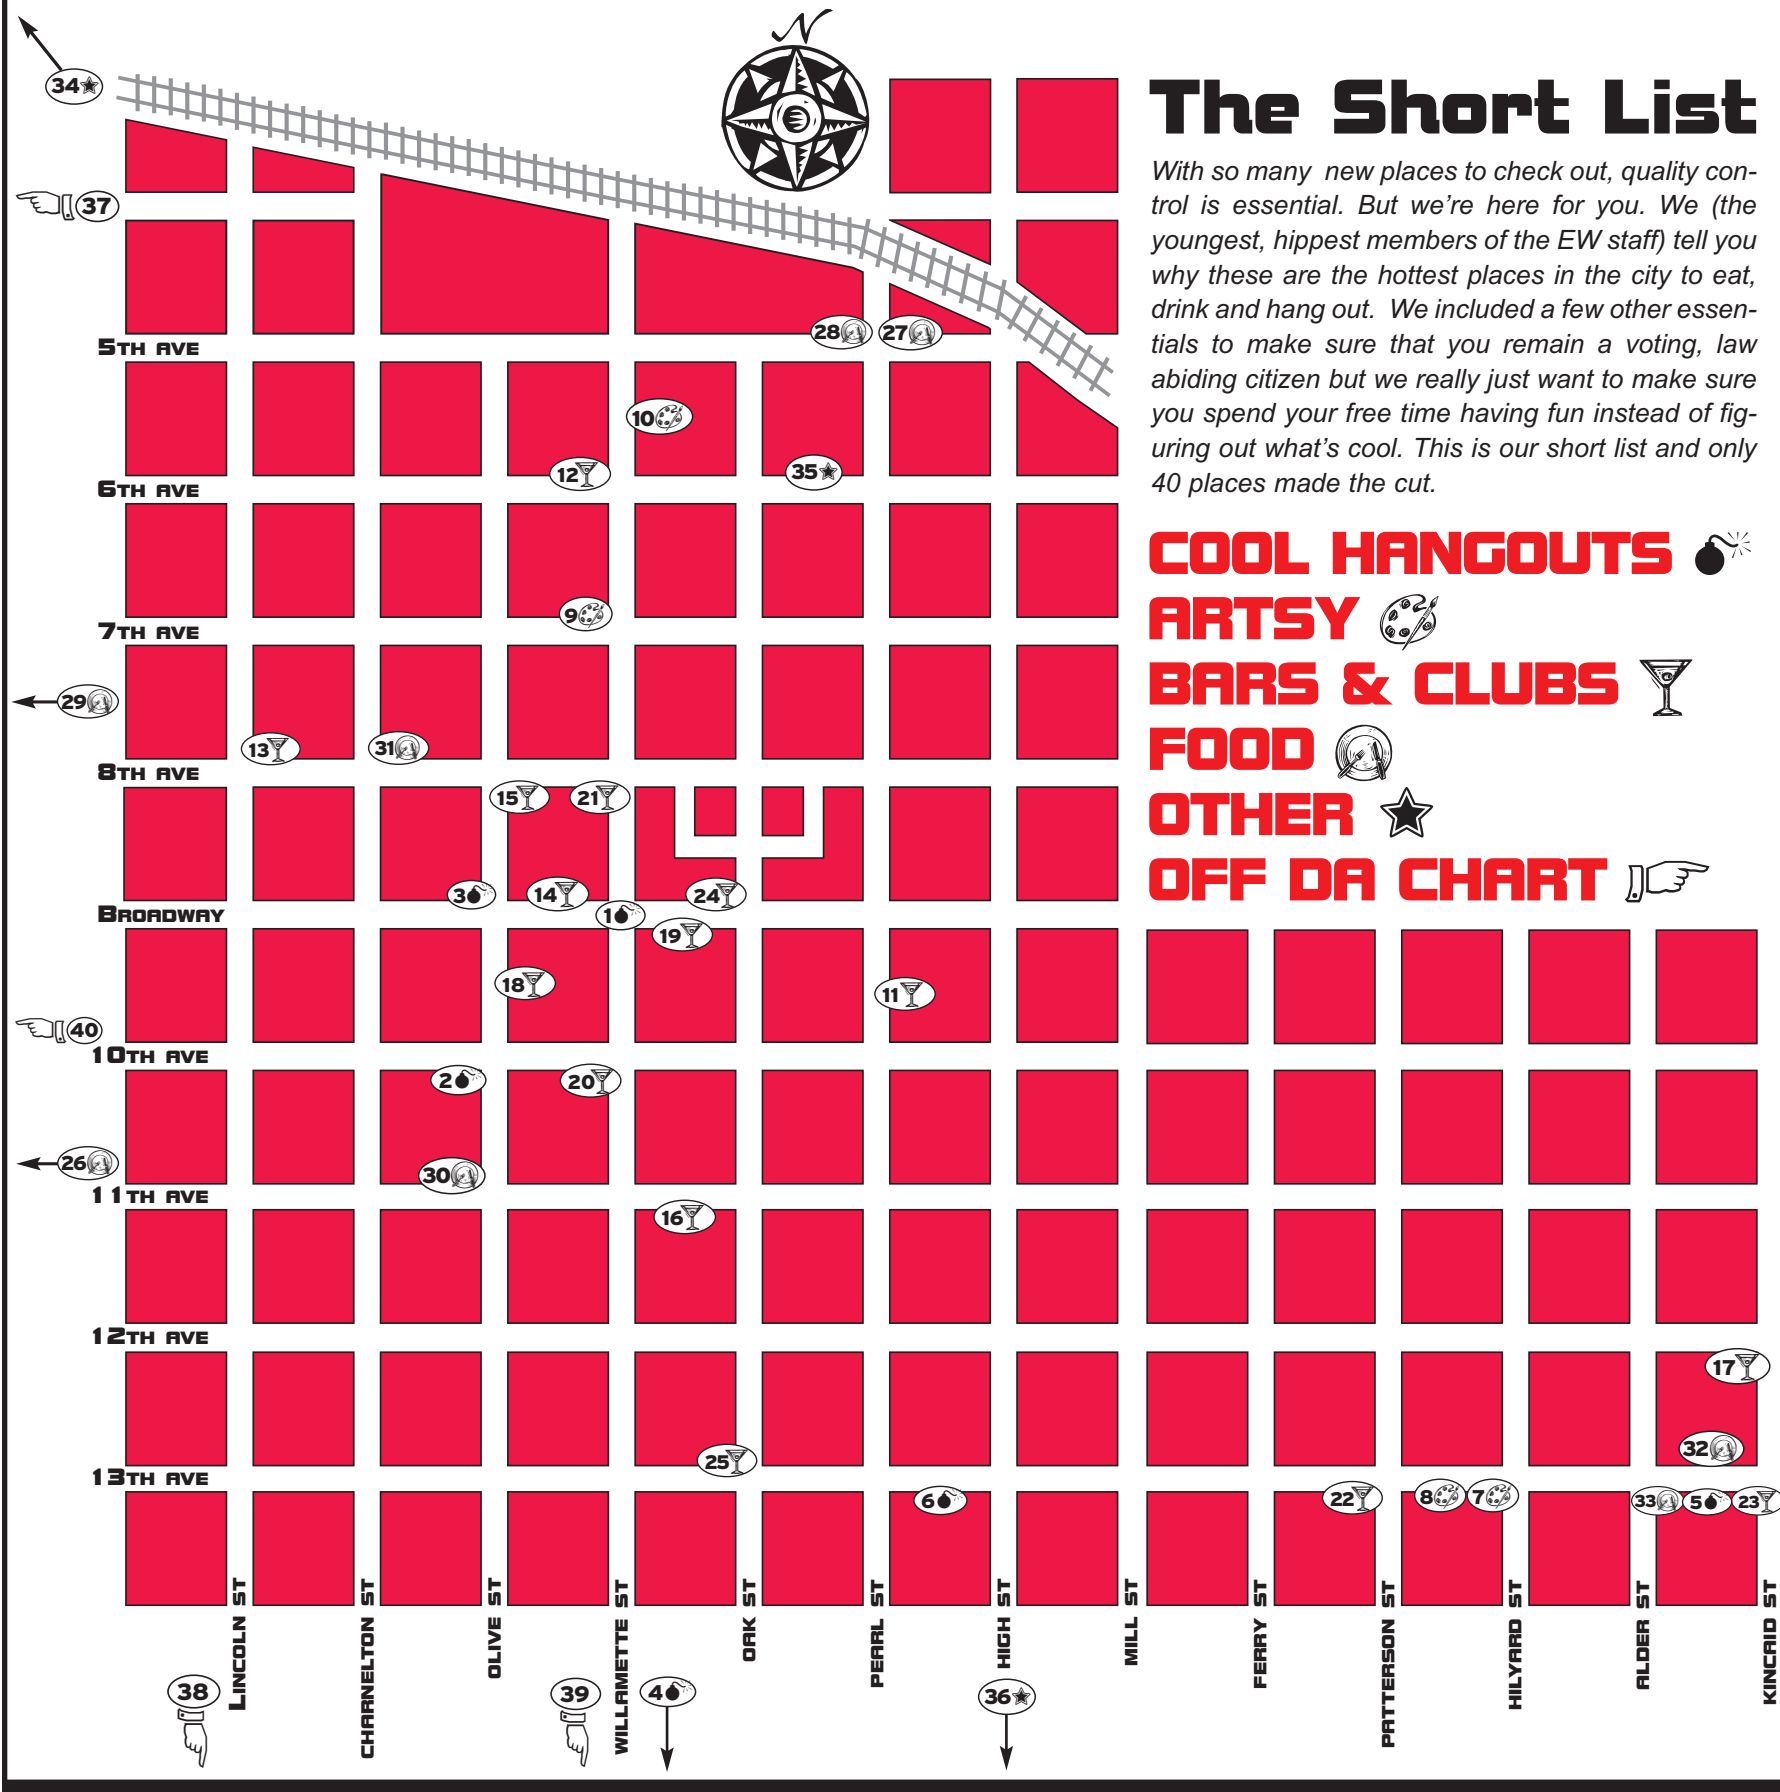 N
34
The Short List
With so many new places to check out, quality con-
trol is essential. But we're here for you. We (the
youngest, hippest members of the EW staff) tell you
why these are the hottest places in the city to eat,
drink and hang out. We included a few other essen-
tials to make sure that you remain a voting, law
abiding citizen but we really just want to make sure
you spend your free time having fun instead of fig-
uring out what's cool. This is our short list and only
40 places made the cut.
COOL HANGOUTS
ARTSY
BARS & CLUBS
FOOD
OTHER
OFF DA CHART
37
28 27
5TH AVE
10
12 35
6TH AVE
9
7TH AVE
29
13 31
8TH AVE
15 21
3 14 24
BROADWAY
1
19
18 11
40
10TH AVE
2 20
26 30
11TH AVE
16
12TH AVE
17
25 32
13TH AVE
6 22 8 7 33 5 23
LINCOLN ST
CHARNELTON ST
OLIVE ST
WILLAMETTE ST
OAK ST
PEARL ST
HIGH ST
MILL ST
FERRY ST
PATTERSON ST
HILYARD ST
ALDER ST
KINCAID ST
38 39 4 36